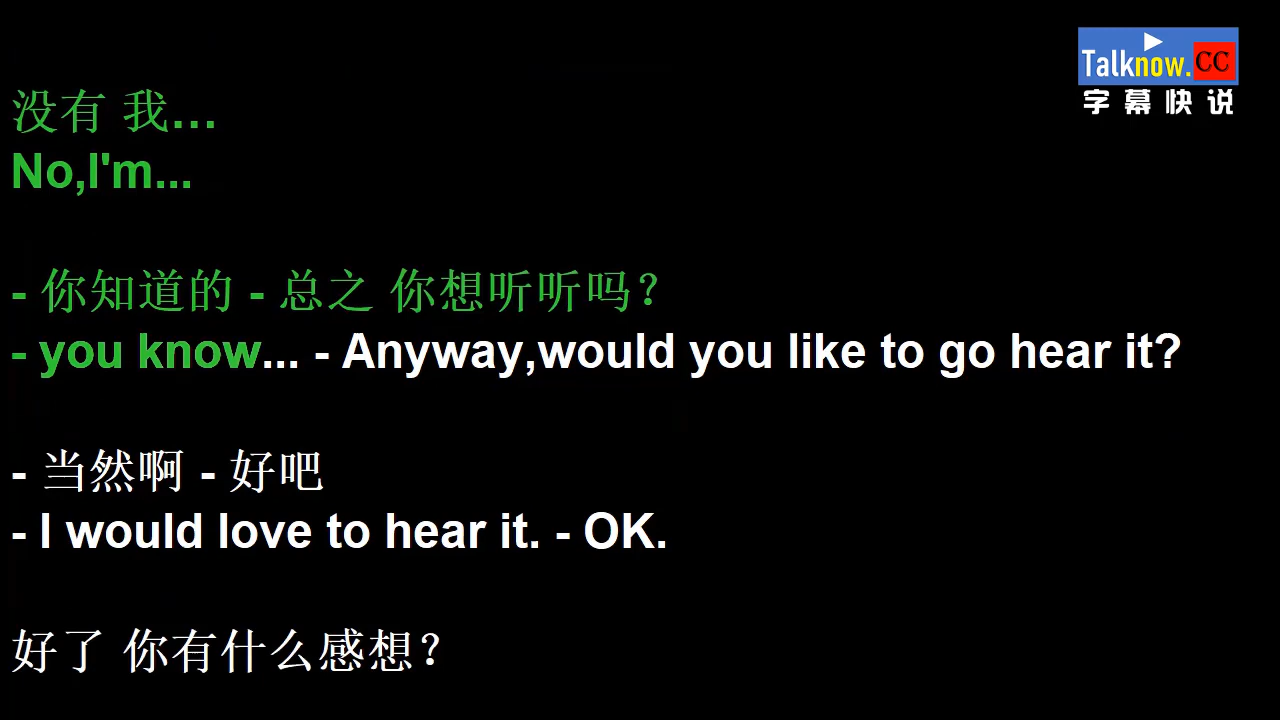 Talknow.CC
字幕快说
没有 我…
No,I'm...
- 你知道的 - 总之 你想听听吗？
- you know... - Anyway,would you like to go hear it?
- 当然啊 - 好吧
- I would love to hear it. - OK.
好了 你有什么感想？